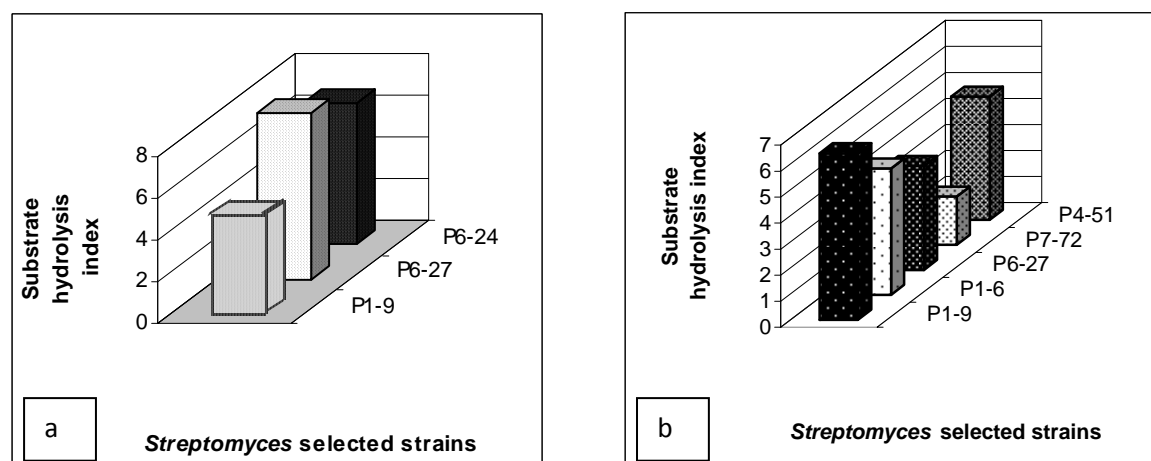 Substrate
hydrolysis
index
8
6
4
2
0
P6-24
P6-27
P1-9
a
Streptomyces selected strains
Substrate
hydrolysis index
7
6
5
4
3
2
1
0
P4-51
P7-72
P6-27
P1-6
P1-9
b
Streptomyces selected strains